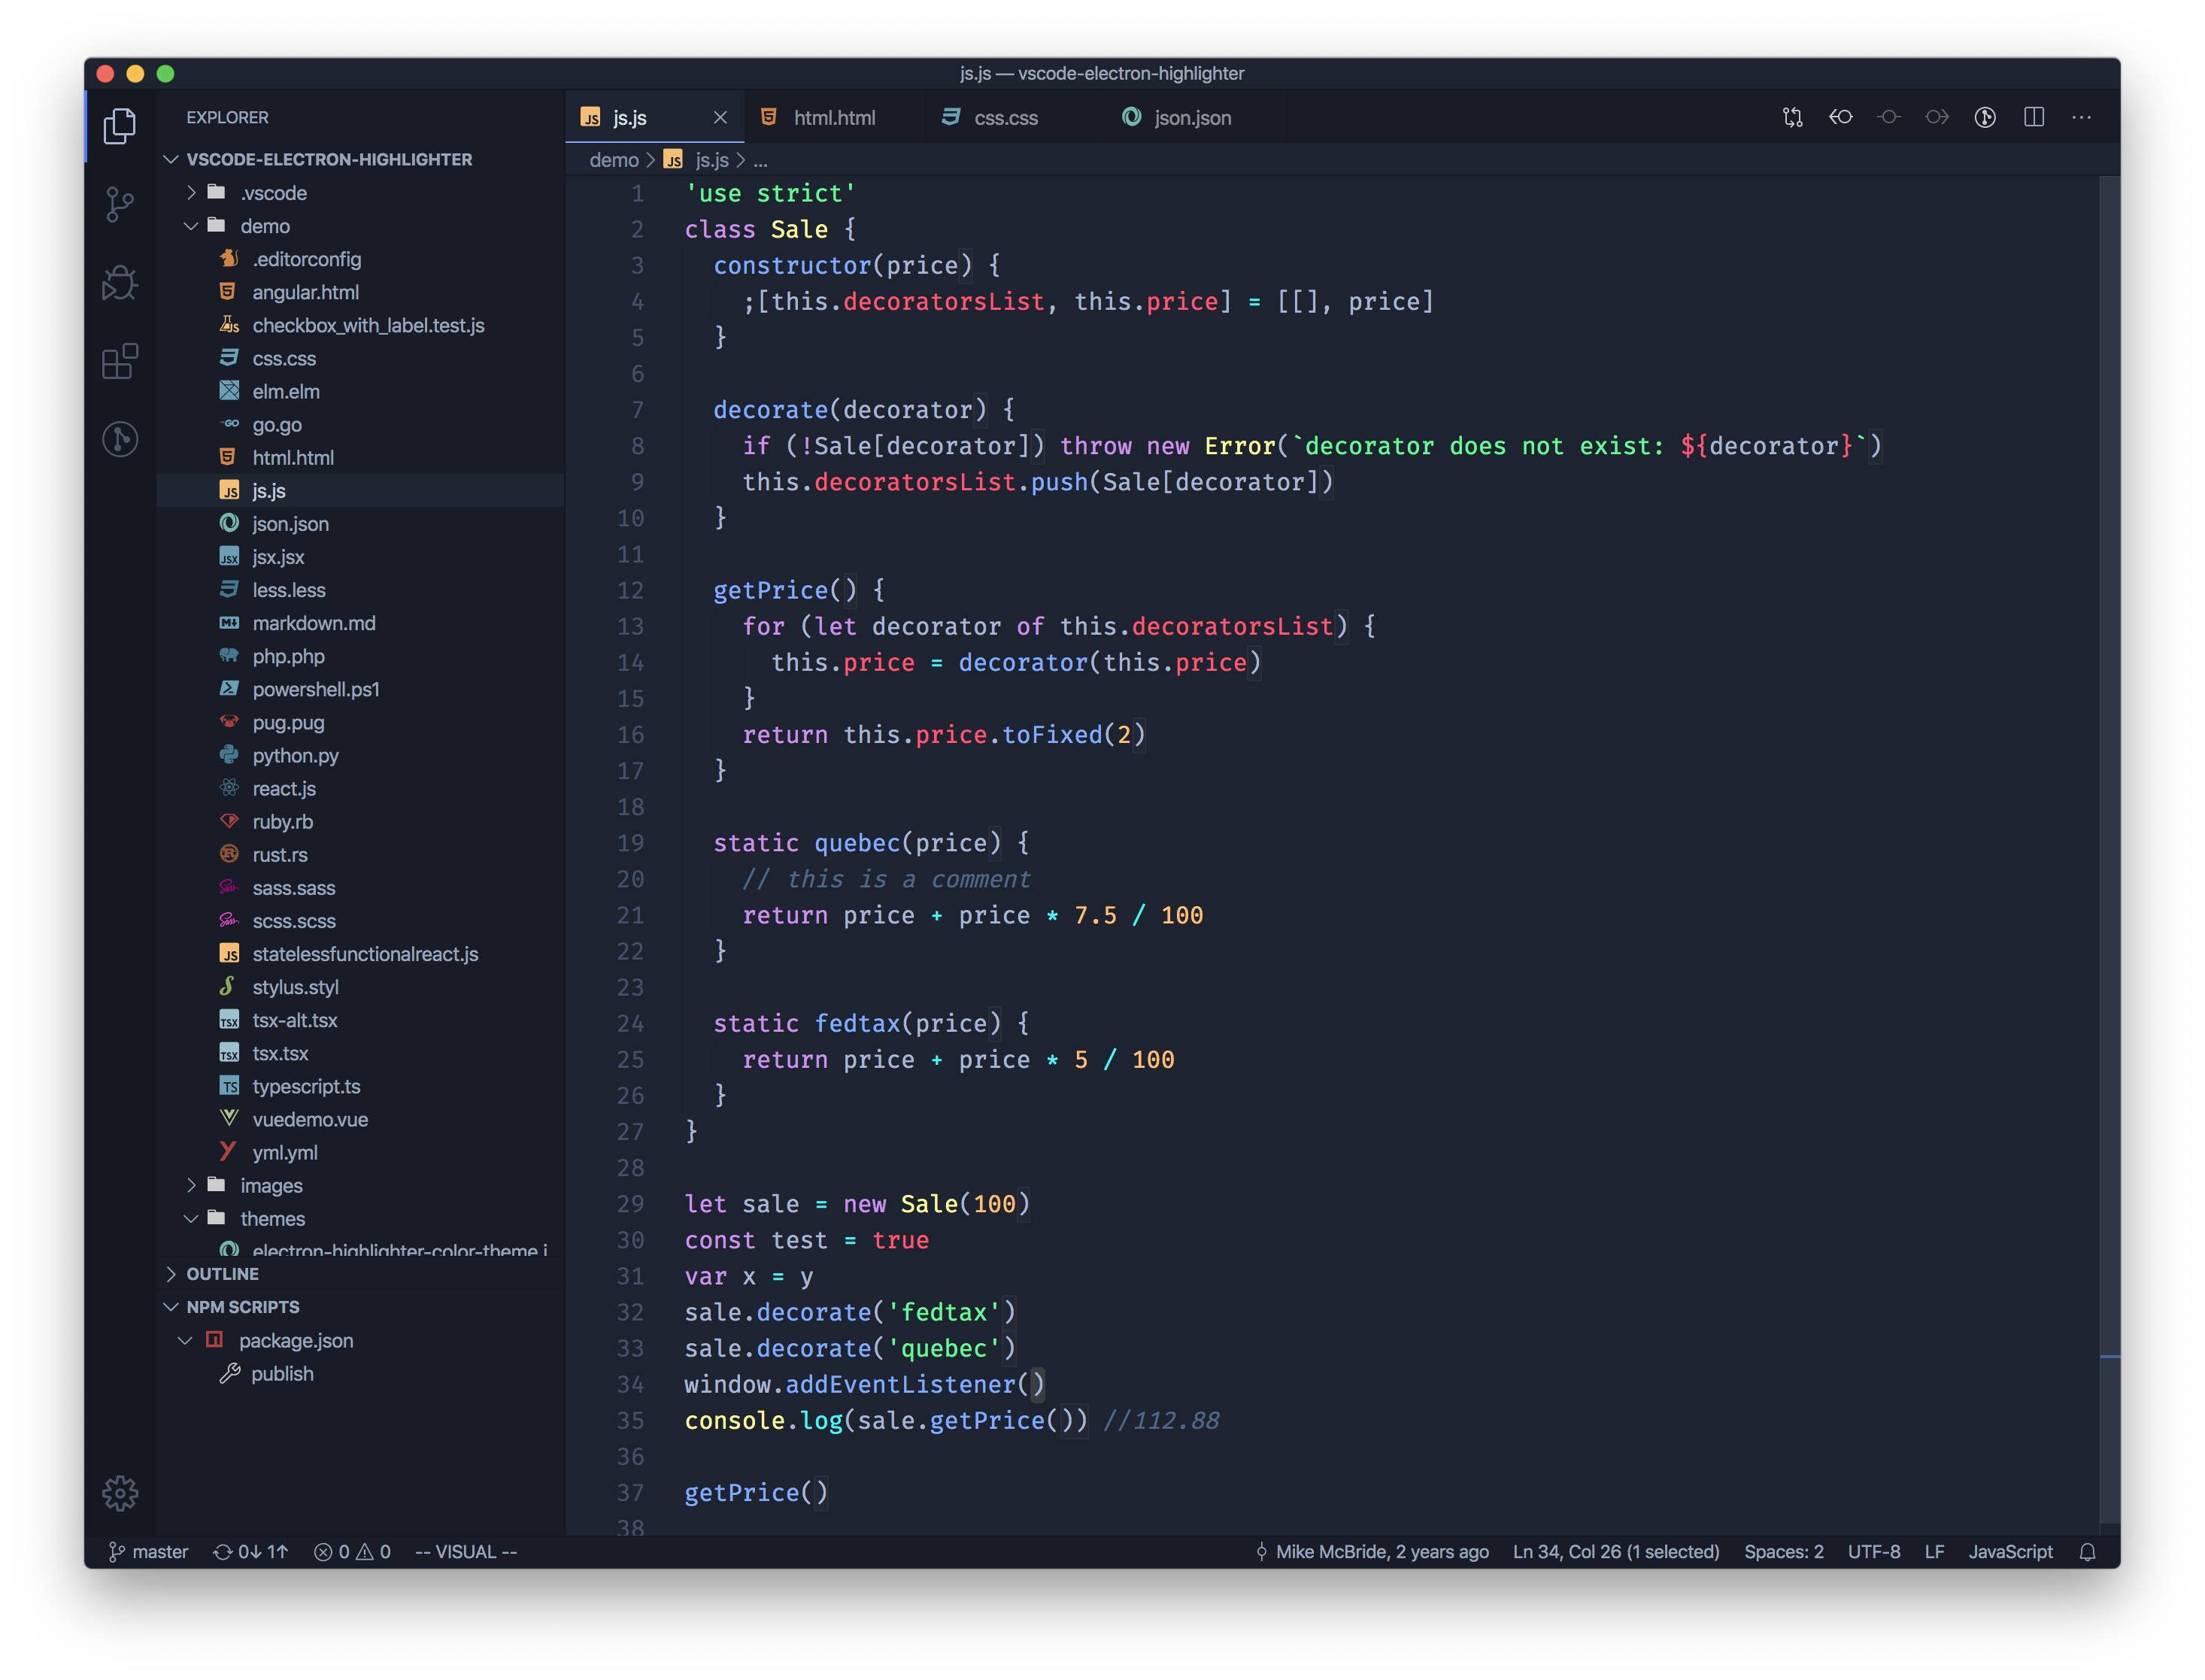 js.js — vscode-electron-highlighter
EXPLORER
VSCODE-ELECTRON-HIGHLIGHTER
.vscode
demo
.editorconfig
angular.html
checkbox_with_label.test.js
css.css
elm.elm
go.go
html.html
js.js
json.json
jsx.jsx
less.less
markdown.md
php.php
powershell.ps1
pug.pug
python.py
react.js
ruby.rb
rust.rs
sass.sass
scss.scss
statelessfunctionalreact.js
stylus.styl
tsx-alt.tsx
tsx.tsx
typescript.ts
vuedemo.vue
yml.yml
images
themes
electron-highlighter-color-theme.j
OUTLINE
NPM SCRIPTS
package.json
publish
JS js.js html.html css.css json.json
demo > JS js.js > ...
1 'use strict'
2 class Sale {
3   constructor(price) {
4     ;[this.decoratorsList, this.price] = [[], price]
5   }
6
7   decorate(decorator) {
8     if (!Sale[decorator]) throw new Error(`decorator does not exist: ${decorator}`)
9     this.decoratorsList.push(Sale[decorator])
10   }
11
12   getPrice() {
13     for (let decorator of this.decoratorsList) {
14       this.price = decorator(this.price)
15     }
16     return this.price.toFixed(2)
17   }
18
19   static quebec(price) {
20     // this is a comment
21     return price + price * 7.5 / 100
22   }
23
24   static fedtax(price) {
25     return price + price * 5 / 100
26   }
27 }
28
29 let sale = new Sale(100)
30 const test = true
31 var x = y
32 sale.decorate('fedtax')
33 sale.decorate('quebec')
34 window.addEventListener()
35 console.log(sale.getPrice()) //112.88
36
37 getPrice()
38
master 0↓ 1↑ 0 0 -- VISUAL -- Mike McBride, 2 years ago Ln 34, Col 26 (1 selected) Spaces: 2 UTF-8 LF JavaScript